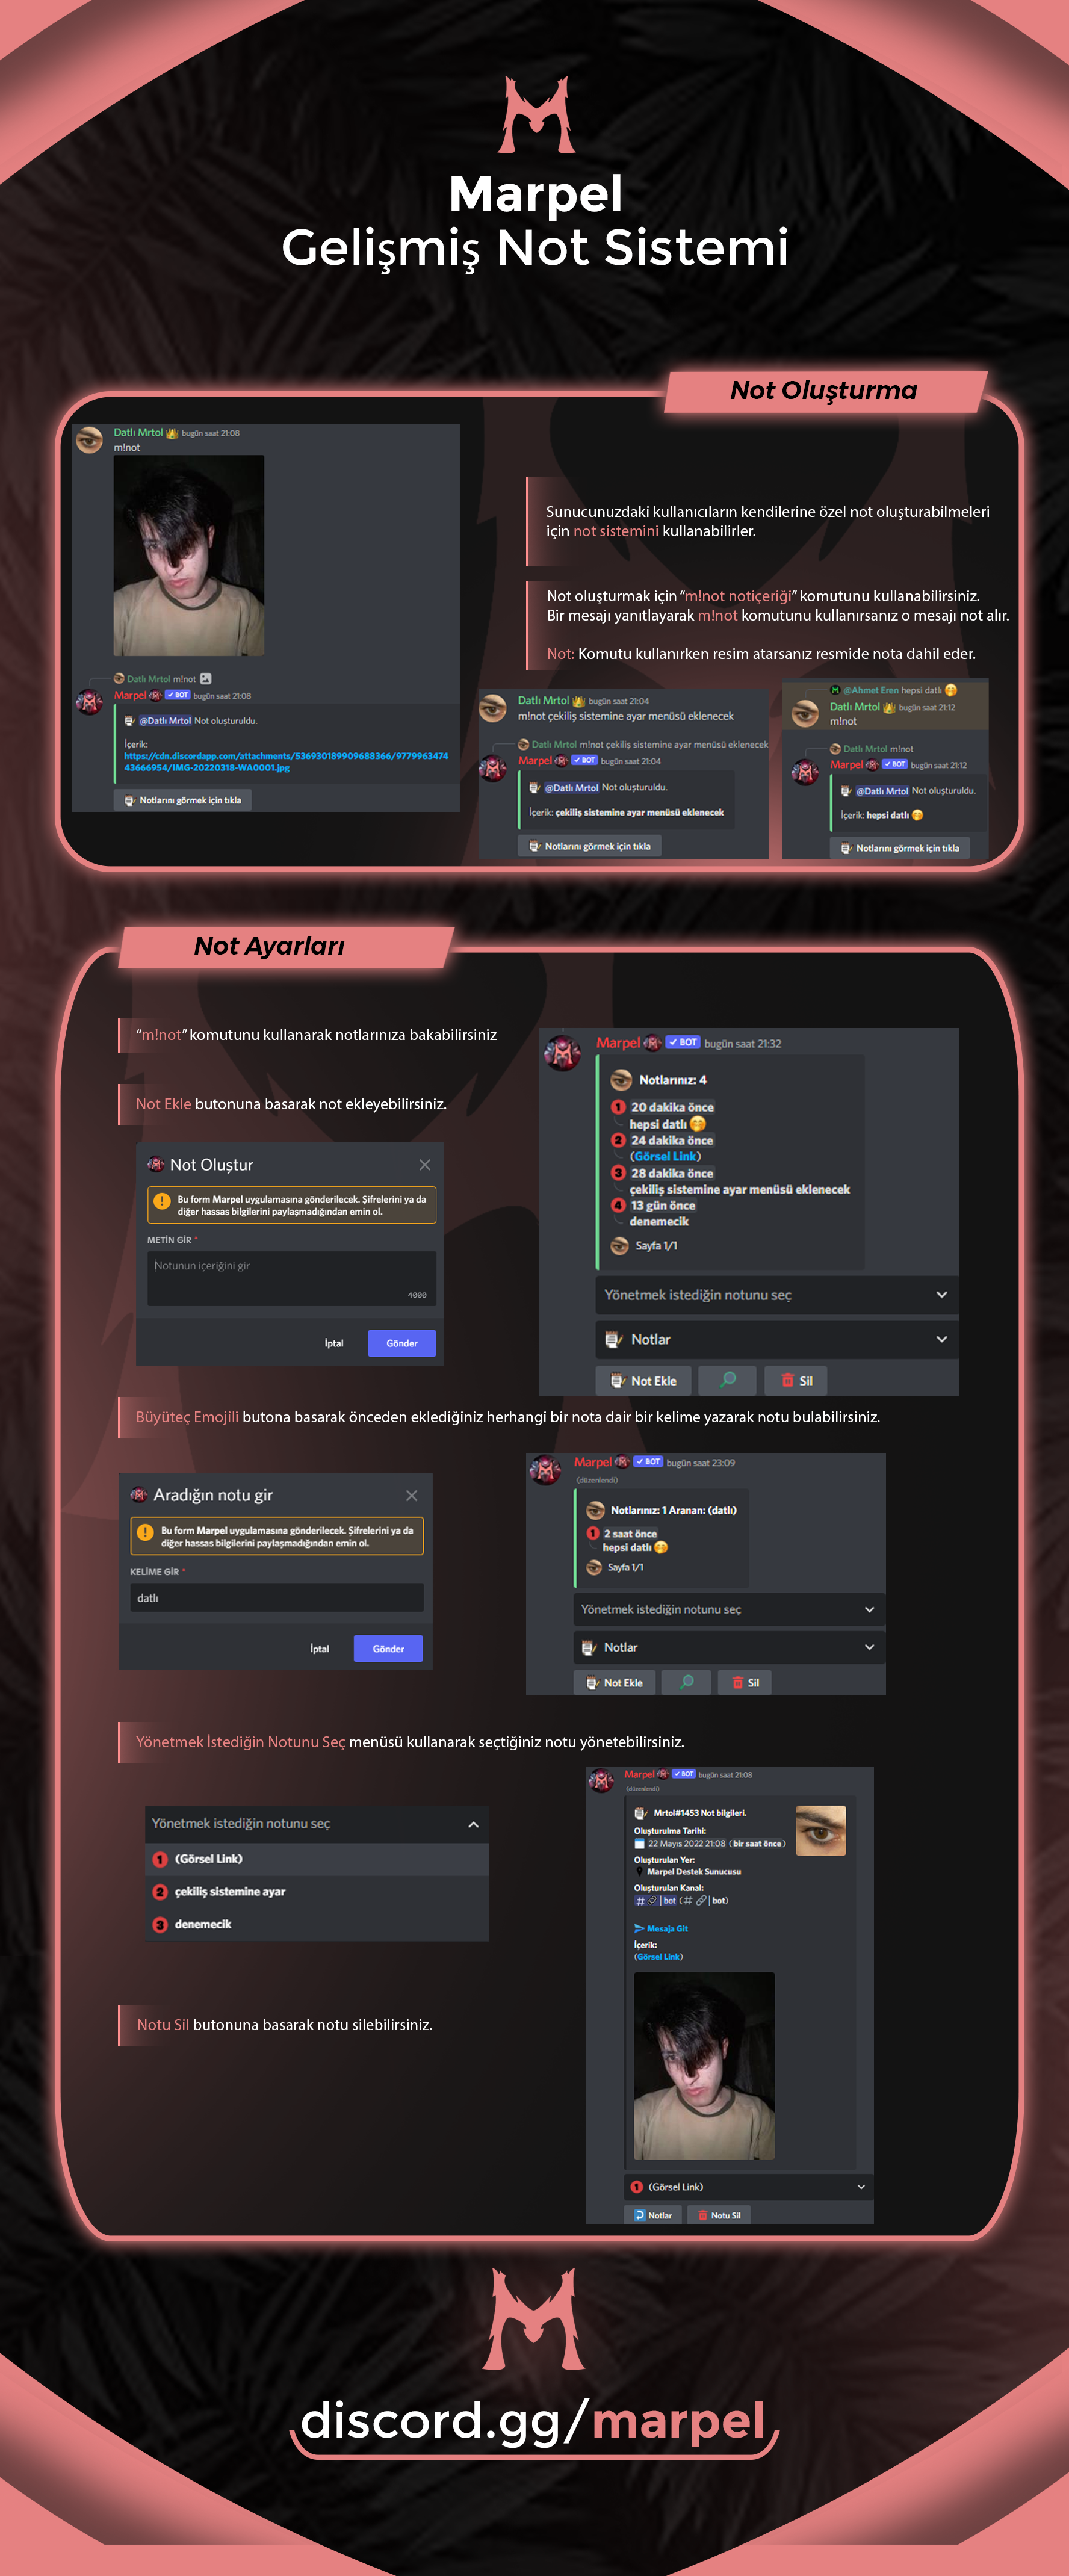 Marpel
Gelişmiş Not Sistemi
Not Oluşturma
Datlı Mrtol bugün saat 21:08
m!not
Datlı Mrtol m!not
Marpel BOT bugün saat 21:08
@Datlı Mrtol Not oluşturuldu.
İçerik:
https://cdn.discordapp.com/attachments/536930189909688366/9779963474
43666954/IMG-20220318-WA0001.jpg
Notlarını görmek için tıkla
Sunucunuzdaki kullanıcıların kendilerine özel not oluşturabilmeleri
için not sistemini kullanabilirler.
Not oluşturmak için “m!not notiçeriği” komutunu kullanabilirsiniz.
Bir mesajı yanıtlayarak m!not komutunu kullanırsanız o mesajı not alır.
Not: Komutu kullanırken resim atarsanız resmide nota dahil eder.
Datlı Mrtol bugün saat 21:04
m!not çekiliş sistemine ayar menüsü eklenecek
Datlı Mrtol m!not çekiliş sistemine ayar menüsü eklenecek
Marpel BOT bugün saat 21:04
@Datlı Mrtol Not oluşturuldu.
İçerik: çekiliş sistemine ayar menüsü eklenecek
Notlarını görmek için tıkla
@Ahmet Eren hepsi datlı
Datlı Mrtol bugün saat 21:12
m!not
Datlı Mrtol m!not
Marpel BOT bugün saat 21:12
@Datlı Mrtol Not oluşturuldu.
İçerik: hepsi datlı
Notlarını görmek için tıkla
Not Ayarları
“m!not” komutunu kullanarak notlarınıza bakabilirsiniz
Not Ekle butonuna basarak not ekleyebilirsiniz.
Not Oluştur
Bu form Marpel uygulamasına gönderilecek. Şifrelerini ya da
diğer hassas bilgilerini paylaşmadığından emin ol.
METİN GİR *
Notunun içeriğini gir
4000
İptal
Gönder
Marpel BOT bugün saat 21:32
Notlarınız: 4
1 20 dakika önce
hepsi datlı
2 24 dakika önce
(Görsel Link)
3 28 dakika önce
çekiliş sistemine ayar menüsü eklenecek
4 13 gün önce
denemecik
Sayfa 1/1
Yönetmek istediğin notunu seç
Notlar
Not Ekle
Sil
Büyüteç Emojili butona basarak önceden eklediğiniz herhangi bir nota dair bir kelime yazarak notu bulabilirsiniz.
Aradığın notu gir
Bu form Marpel uygulamasına gönderilecek. Şifrelerini ya da
diğer hassas bilgilerini paylaşmadığından emin ol.
KELİME GİR *
datlı
İptal
Gönder
Marpel BOT bugün saat 23:09
(düzenlendi)
Notlarınız: 1 Aranan: (datlı)
1 2 saat önce
hepsi datlı
Sayfa 1/1
Yönetmek istediğin notunu seç
Notlar
Not Ekle
Sil
Yönetmek İstediğin Notunu Seç menüsü kullanarak seçtiğiniz notu yönetebilirsiniz.
Yönetmek istediğin notunu seç
1 (Görsel Link)
2 çekiliş sistemine ayar
3 denemecik
Notu Sil butonuna basarak notu silebilirsiniz.
Marpel BOT bugün saat 21:08
(düzenlendi)
Mrtol#1453 Not bilgileri.
Oluşturulma Tarihi:
22 Mayıs 2022 21:08 (bir saat önce)
Oluşturulan Yer:
Marpel Destek Sunucusu
Oluşturulan Kanal:
# | bot (# | bot)
Mesaja Git
İçerik:
(Görsel Link)
1 (Görsel Link)
Notlar
Notu Sil
discord.gg/marpel